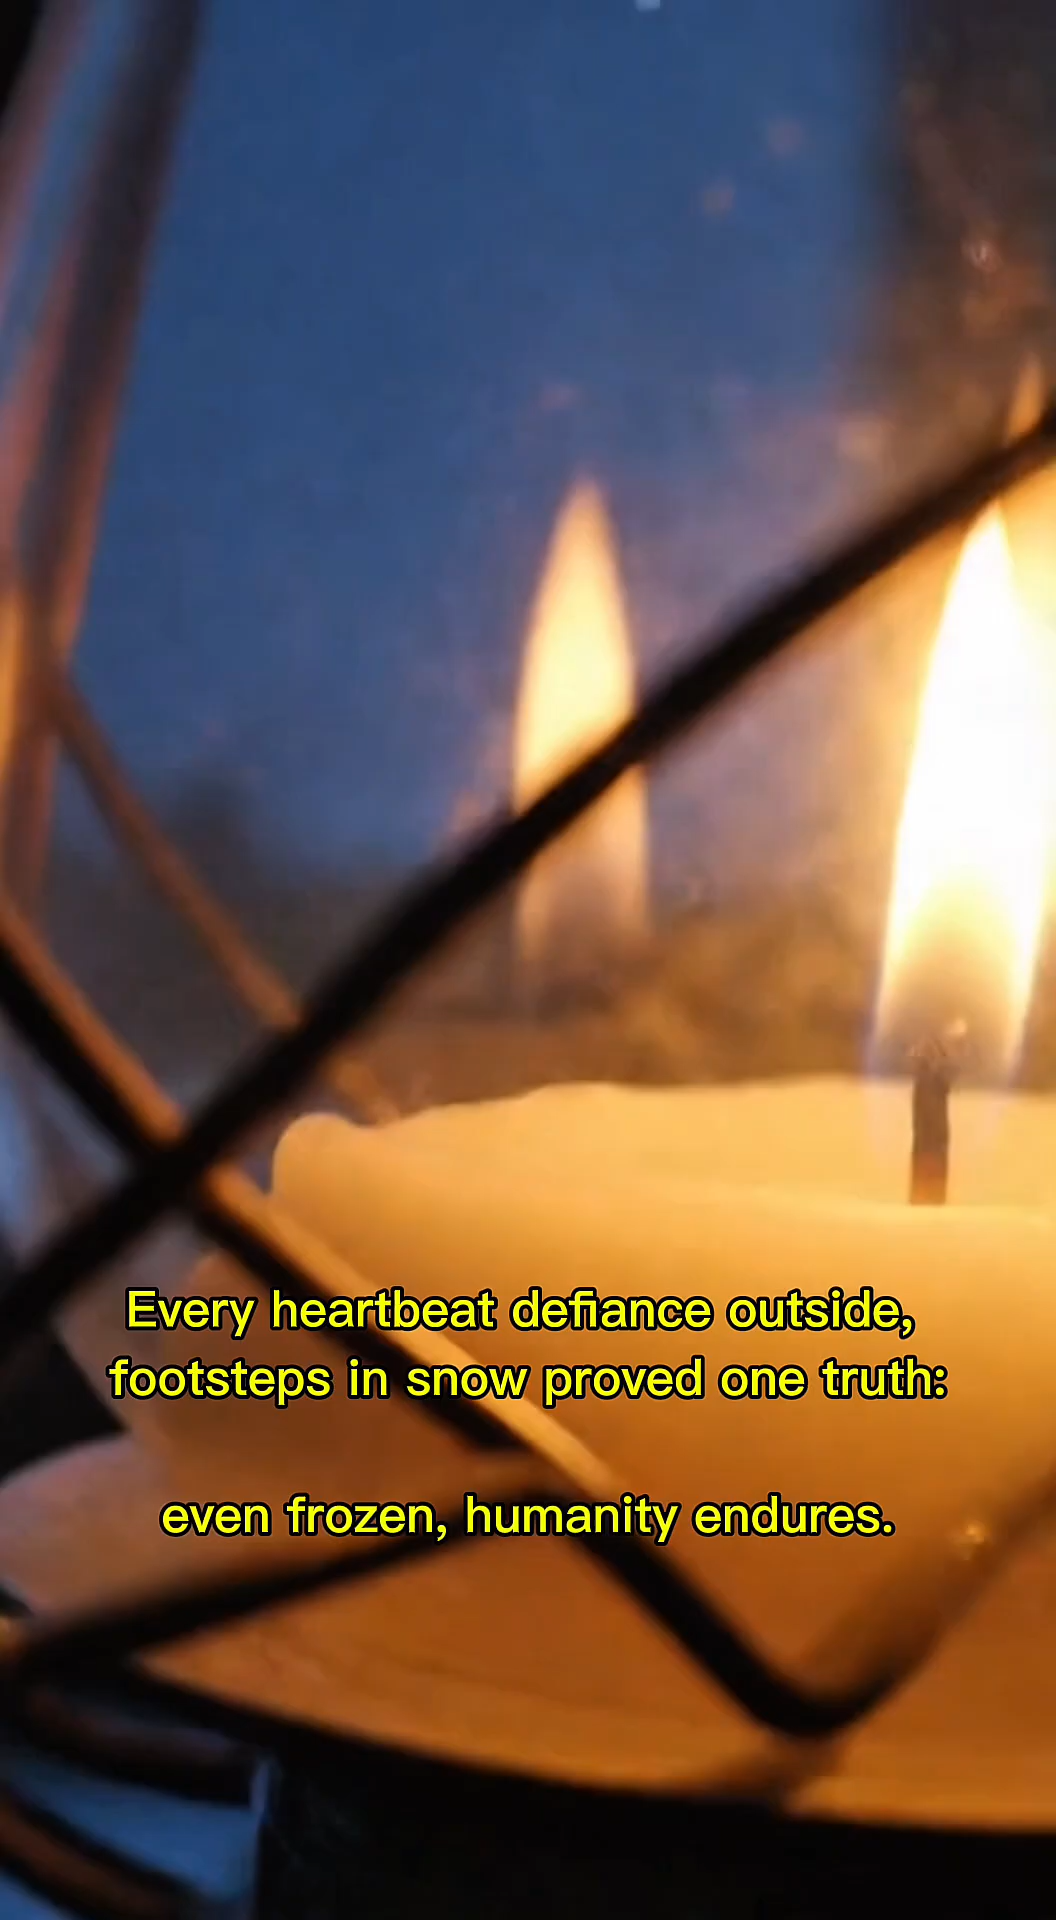 Every heartbeat defiance outside,
footsteps in snow proved one truth:
even frozen, humanity endures.